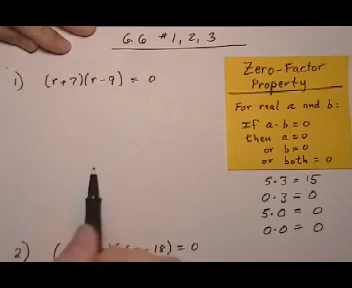 6.6 #1, 2, 3
1) (r+7)(r-9) = 0
Zero-Factor
Property
For real a and b:
If a·b=0
then a=0
or b=0
or both = 0
5·3 = 15
0·3 = 0
5·0 = 0
0·0 = 0
2) ( 18) = 0